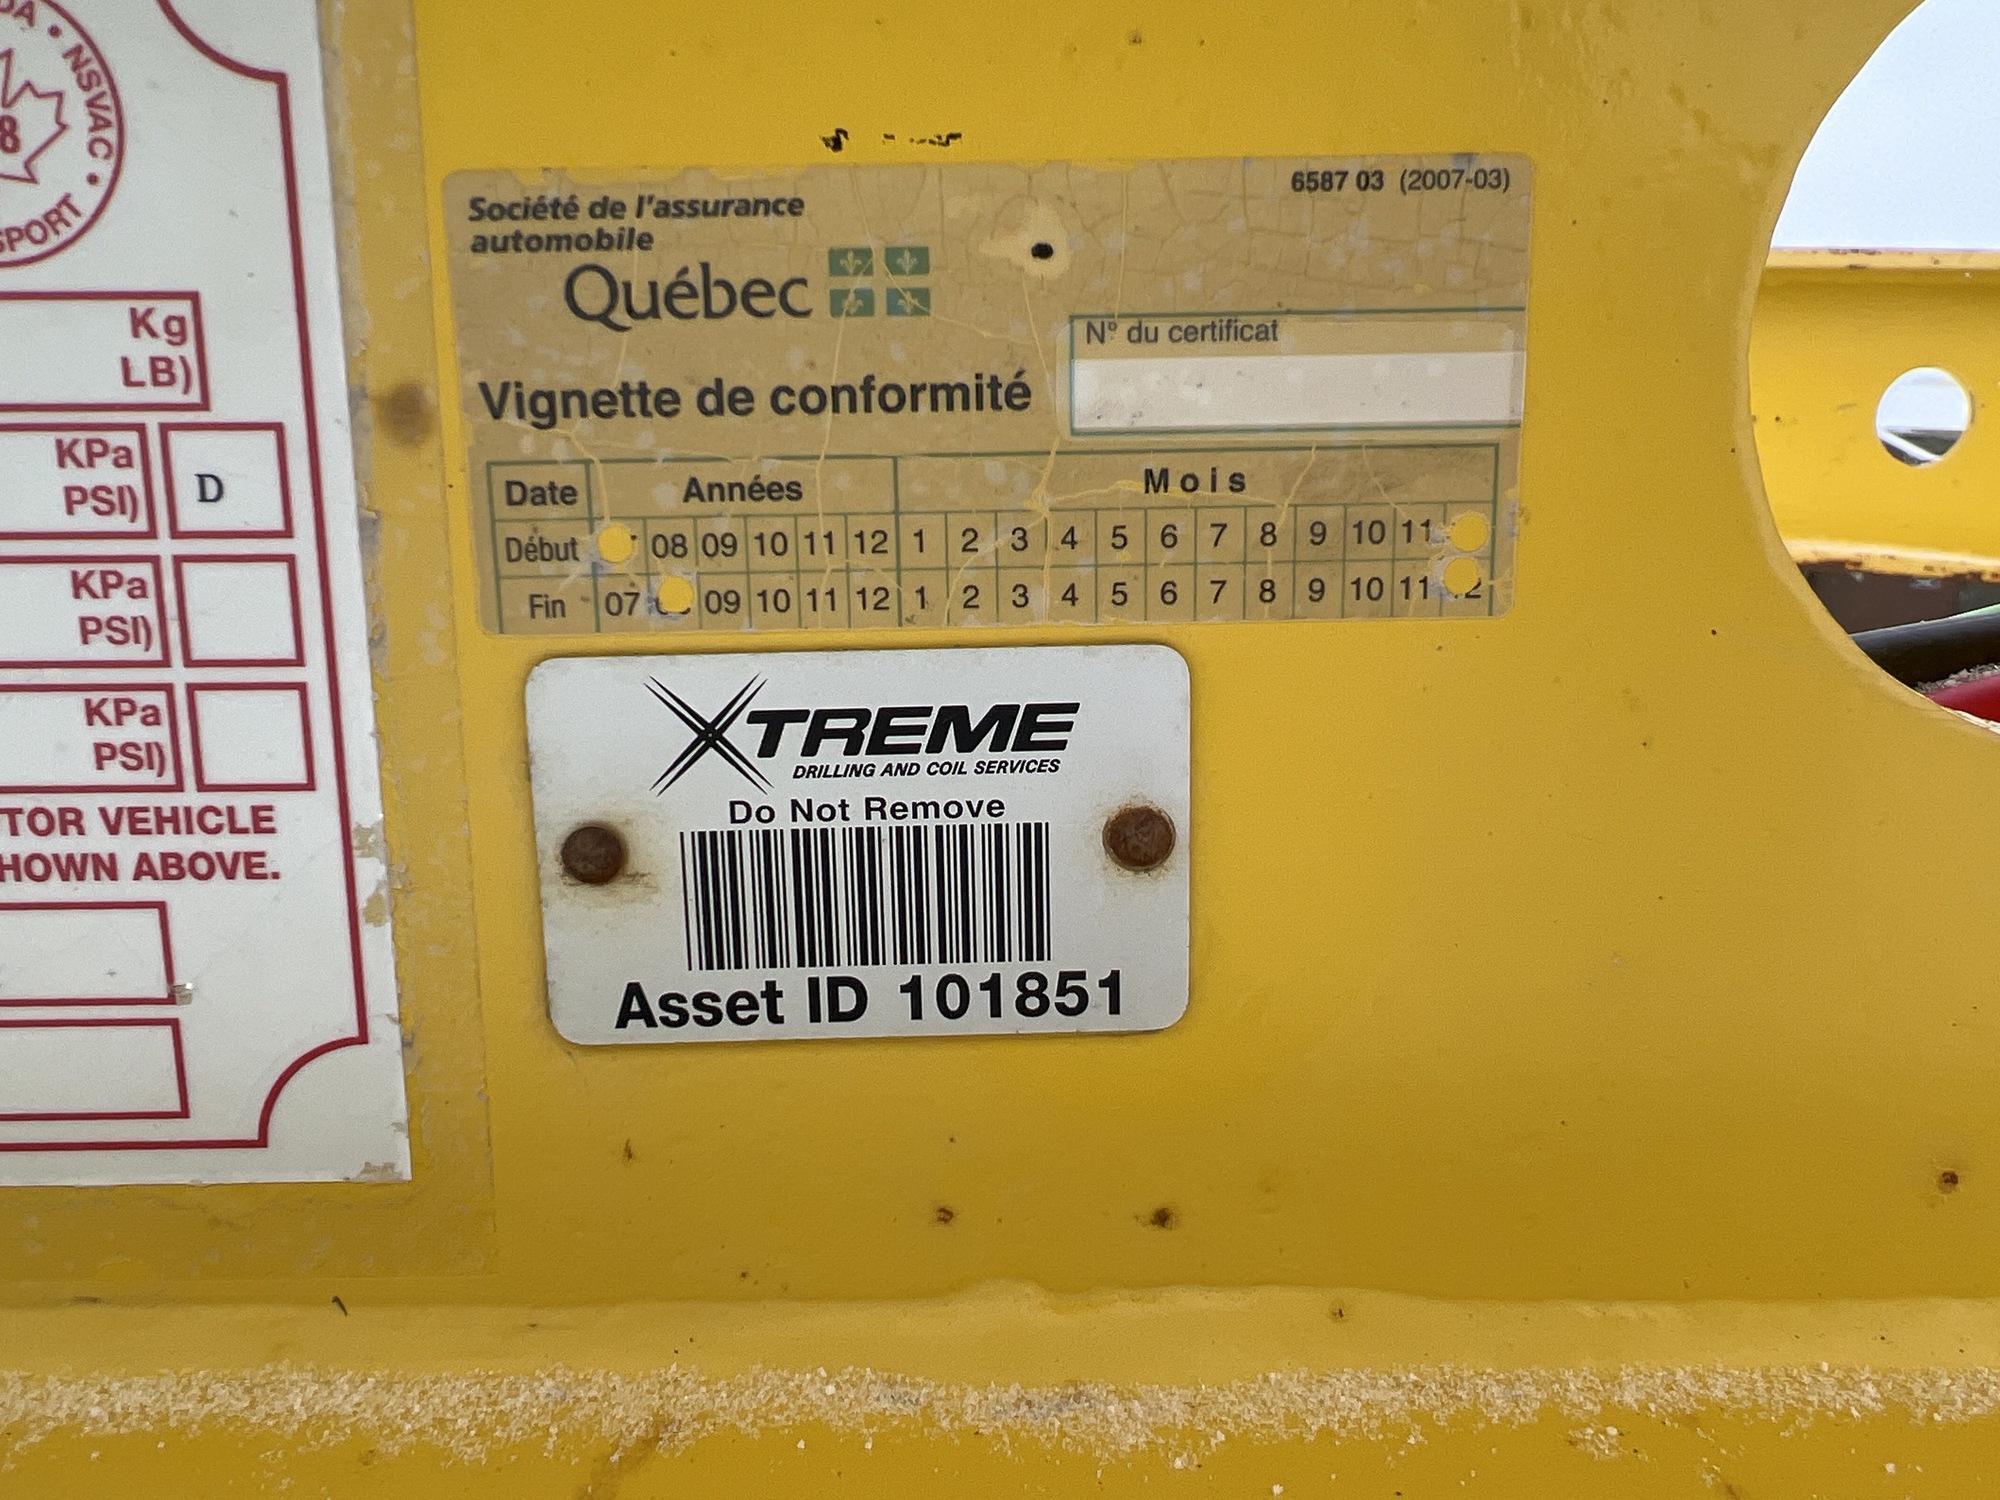 DA • NSVAC •
8
SPORT
Kg
LB)
KPa
PSI)
D
KPa
PSI)
KPa
PSI)
TOR VEHICLE
HOWN ABOVE.
6587 03 (2007-03)
Société de l'assurance
automobile
Québec
N° du certificat
Vignette de conformité
Date Années Mois
Début 08 09 10 11 12 1 2 3 4 5 6 7 8 9 10 11
Fin 07 09 10 11 12 1 2 3 4 5 6 7 8 9 10 11 12
XTREME
DRILLING AND COIL SERVICES
Do Not Remove
Asset ID 101851